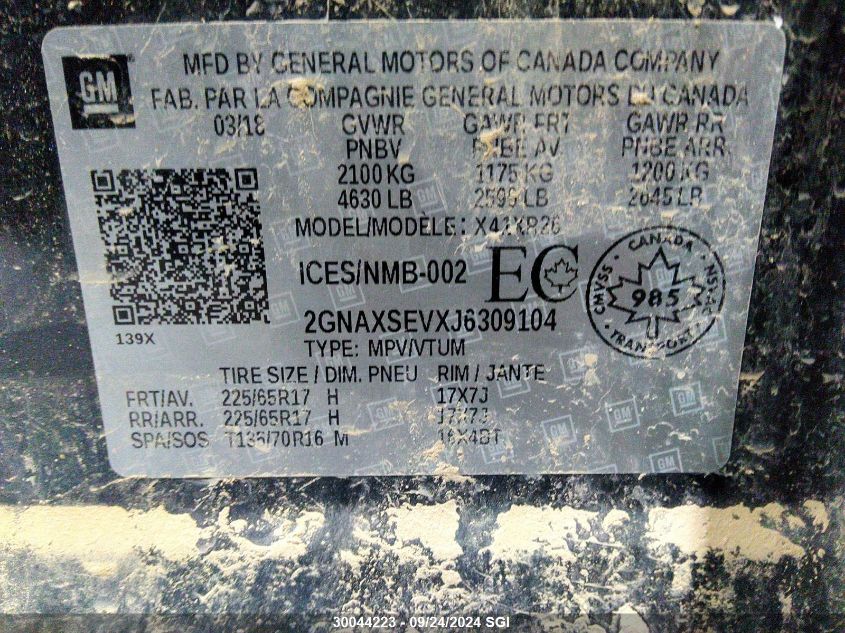 GM
MFD BY GENERAL MOTORS OF CANADA COMPANY
FAB. PAR LA COMPAGNIE GENERAL MOTORS DU CANADA
03/18 GVWR GAWR FRT GAWR RR
PNBV PNBE AV PNBE ARR.
2100 KG 1175 KG 1200 KG
4630 LB 2595 LB 2645 LB
MODEL/MODÈLE: X41XR26
ICES/NMB-002 EC
CANADA
CMVSS 985 NSVAC
TRANSPORT
2GNAXSEVXJ6309104
139X
TYPE: MPV/VTUM
TIRE SIZE / DIM. PNEU RIM / JANTE
FRT/AV. 225/65R17 H 17X7J
RR/ARR. 225/65R17 H 17X7J
SPA/SOS T135/70R16 M 16X4BT
30044223 - 09/24/2024 SGI